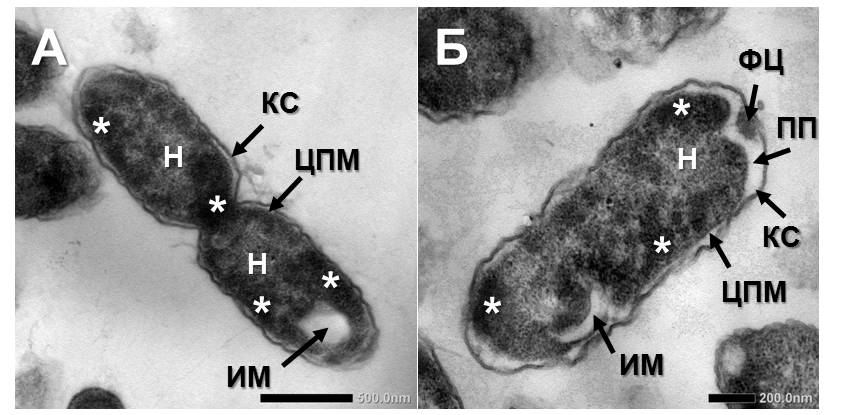 А
КС
*
Н
ЦПМ
*
Н
*
*
ИМ
500.0nm
Б
ФЦ
*
ПП
Н
КС
*
ЦПМ
*
ИМ
200.0nm